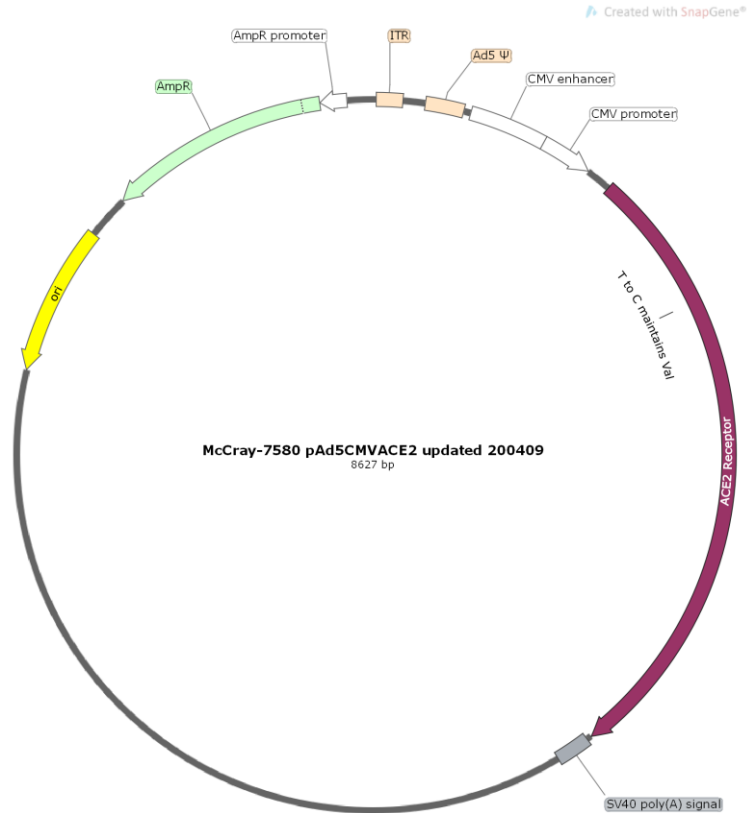 Created with SnapGene®
AmpR promoter
ITR
Ad5 Ψ
AmpR
CMV enhancer
CMV promoter
ori
T to C maintains Val
ACE2 Receptor
McCray-7580 pAd5CMVACE2 updated 200409
8627 bp
SV40 poly(A) signal